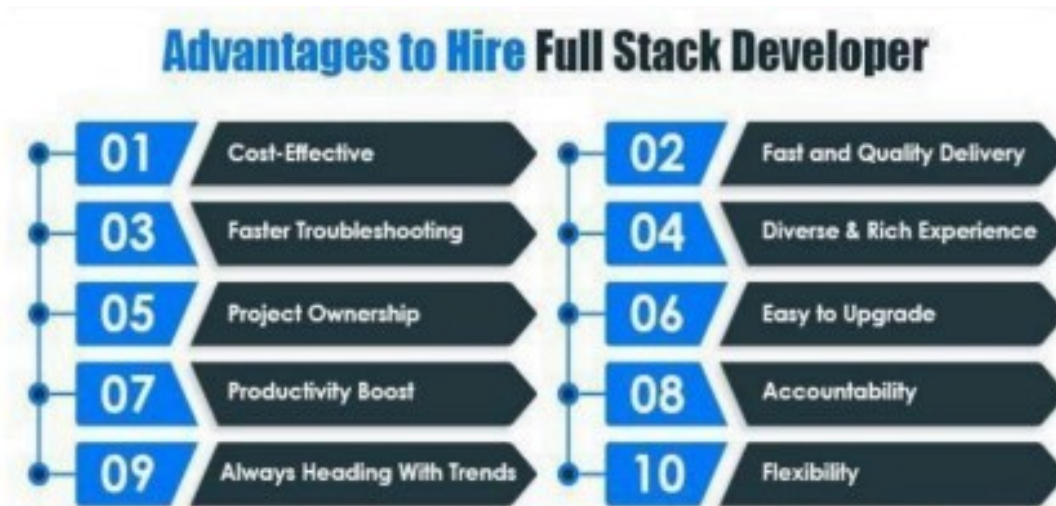 Advantages to Hire Full Stack Developer
01 Cost-Effective
02 Fast and Quality Delivery
03 Faster Troubleshooting
04 Diverse & Rich Experience
05 Project Ownership
06 Easy to Upgrade
07 Productivity Boost
08 Accountability
09 Always Heading With Trends
10 Flexibility